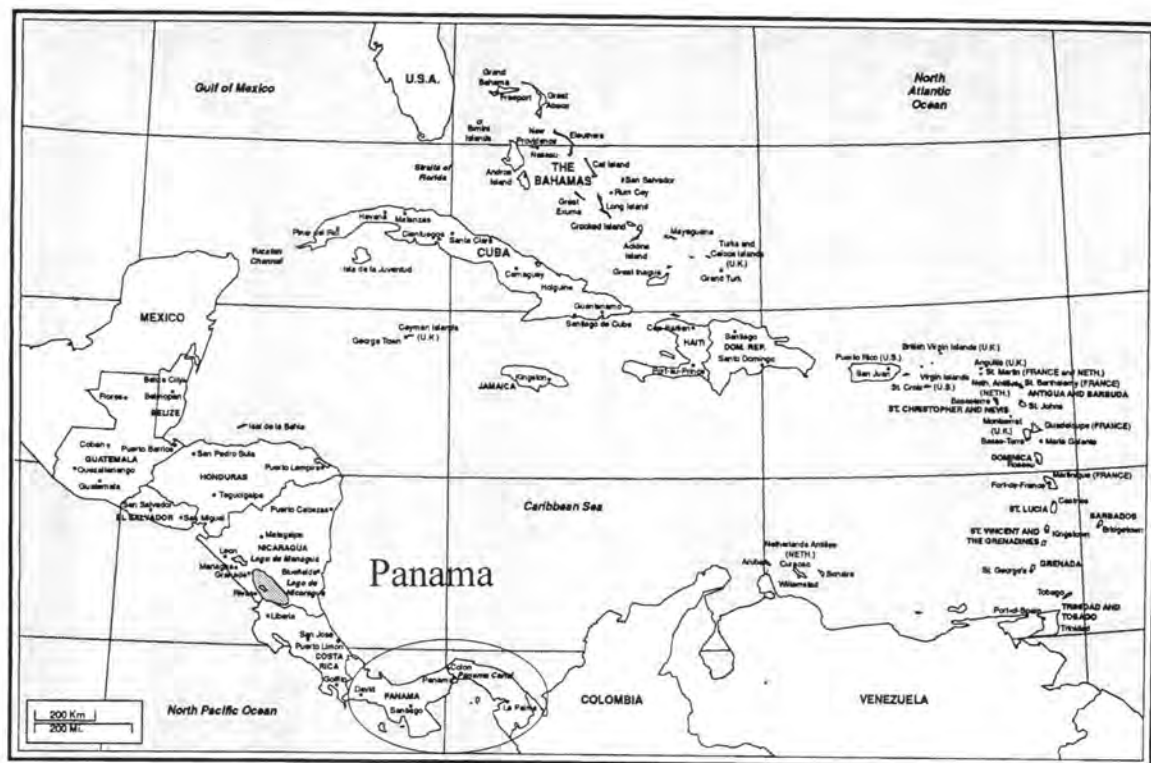 U.S.A.
Gulf of Mexico
North
Atlantic
Ocean
Grand
Bahama
Freeport
Great
Abaco
Bimini
Islands
New
Providence
Nassau
Eleuthera
Straits of
Florida
Andros
Island
THE
BAHAMAS
Cat Island
San Salvador
Rum Cay
Great
Exuma
Long Island
Crooked Island
Acklins
Island
Mayaguana
Turks and
Caicos Islands
(U.K.)
Great Inagua
Grand Turk
Havana
Matanzas
Pinar del Rio
Cienfuegos
Santa Clara
CUBA
Camaguey
Holguine
Guantanamo
Santiago de Cuba
Yucatan
Channel
Isla de la Juventud
MEXICO
Cayman Islands
(U.K.)
George Town
JAMAICA
Kingston
Cap-Haitien
HAITI
Port-au-Prince
Santiago
DOM. REP.
Santo Domingo
Puerto Rico (U.S.)
San Juan
British Virgin Islands (U.K.)
Virgin Islands
(U.S.)
St. Croix
Anguilla (U.K.)
St. Martin (FRANCE and NETH.)
Neth. Antilles
(NETH.)
St. Barthelemy (FRANCE)
ANTIGUA AND BARBUDA
Basseterre
St. Johns
ST. CHRISTOPHER AND NEVIS
Montserrat
(U.K.)
Guadeloupe (FRANCE)
Basse-Terre
Marie Galante
DOMINICA
Roseau
Martinique (FRANCE)
Fort-de-France
Castries
ST. LUCIA
BARBADOS
Bridgetown
ST. VINCENT AND
THE GRENADINES
Kingstown
St. George's
GRENADA
Tobago
Port-of-Spain
TRINIDAD AND
TOBAGO
Trinidad
Belize City
Flores
Belmopan
BELIZE
Isla de la Bahia
Coban
Puerto Barrios
GUATEMALA
Quezaltenango
Guatemala
San Pedro Sula
Puerto Lempira
HONDURAS
Tegucigalpa
San Salvador
EL SALVADOR
San Miguel
Puerto Cabezas
Matagalpa
NICARAGUA
Leon
Lago de Managua
Managua
Granada
Bluefields
Lago de
Nicaragua
Rivas
Liberia
Caribbean Sea
Panama
Netherlands Antilles
(NETH.)
Aruba
Curacao
Bonaire
Willemstad
San Jose
Puerto Limon
COSTA
RICA
Golfito
Colon
Panama
Panama Canal
David
PANAMA
Santiago
La Palma
COLOMBIA
VENEZUELA
North Pacific Ocean
200 Km
200 Mi.